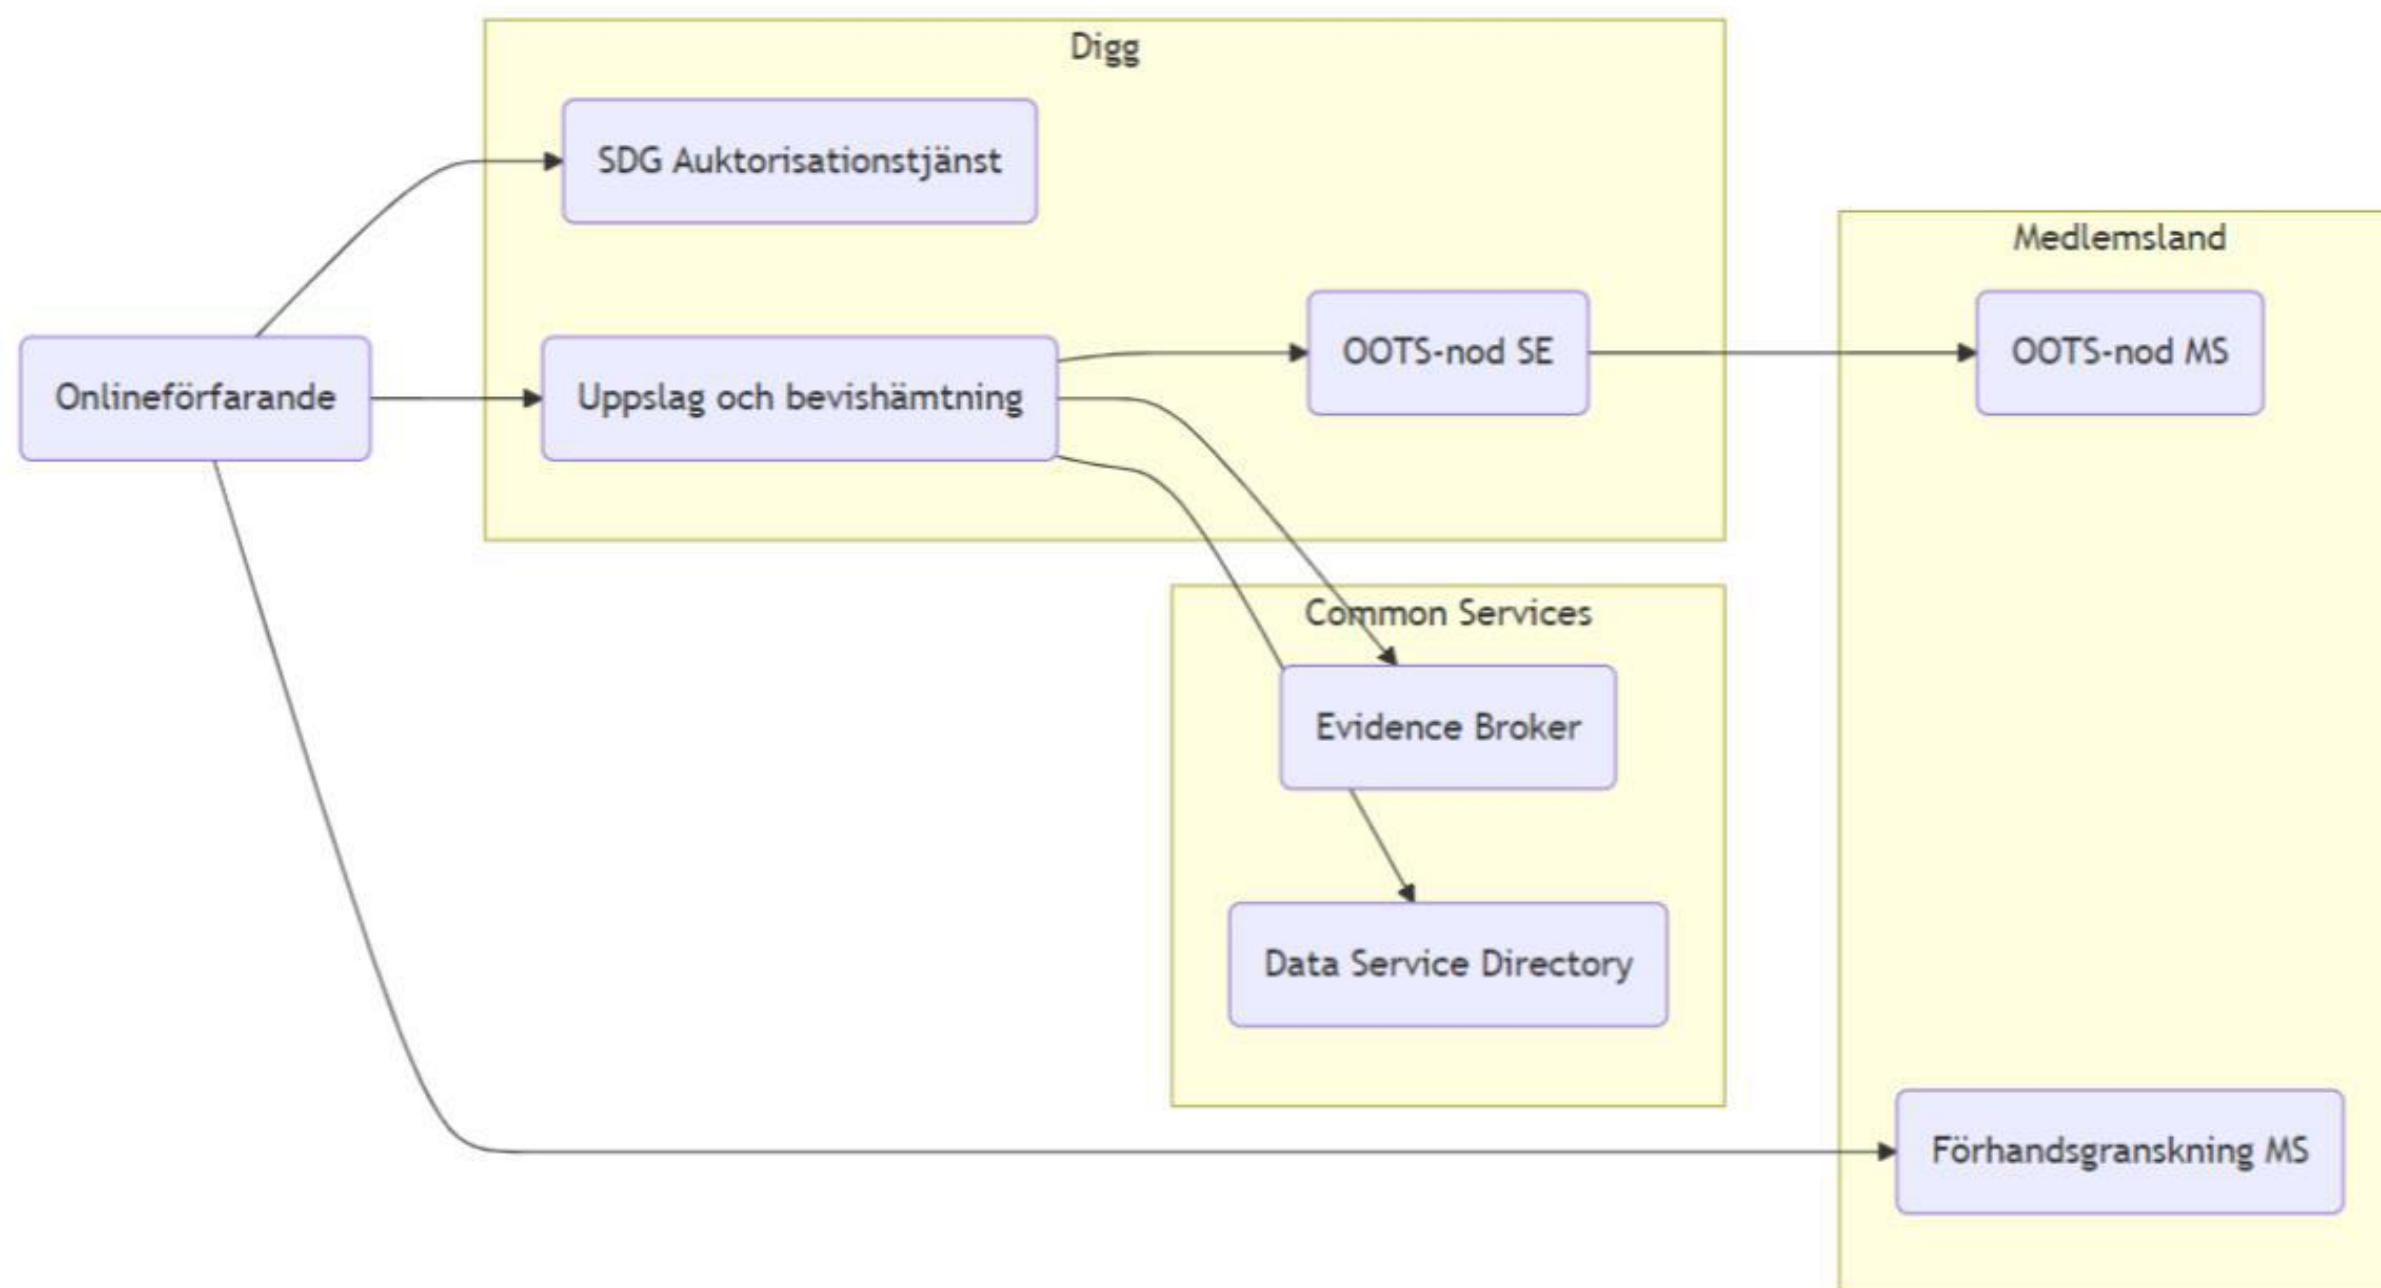 Digg
SDG Auktorisationstjänst
Medlemsland
Onlineförfarande
Uppslag och bevishämtning
OOTS-nod SE
OOTS-nod MS
Common Services
Evidence Broker
Data Service Directory
Förhandsgranskning MS